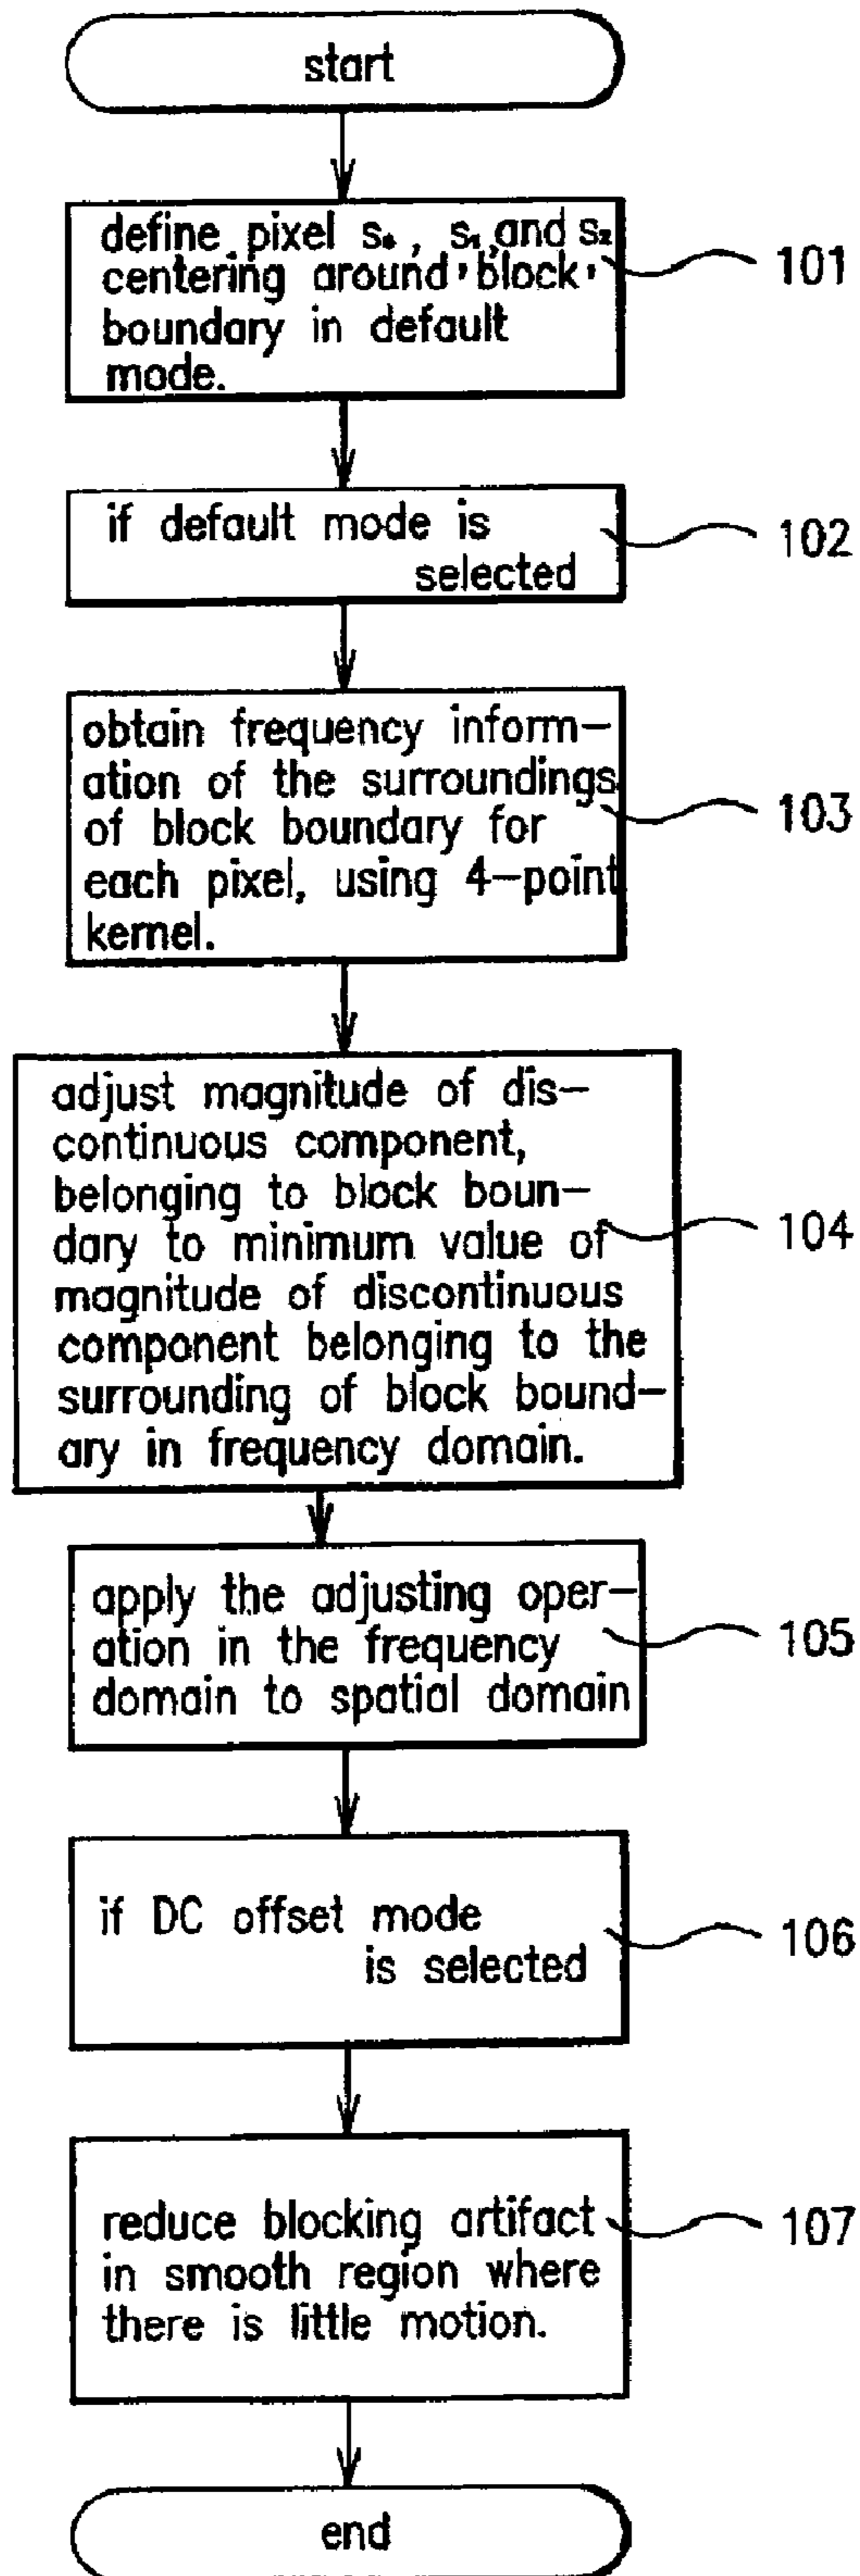 start
define pixel s₀, s₁, and s₂
centering around block
boundary in default
mode.
101
if default mode is
selected
102
obtain frequency inform-
ation of the surroundings
of block boundary for
each pixel, using 4-point
kernel.
103
adjust magnitude of dis-
continuous component,
belonging to block boun-
dary to minimum value of
magnitude of discontinuous
component belonging to the
surrounding of block bound-
ary in frequency domain.
104
apply the adjusting oper-
ation in the frequency
domain to spatial domain
105
if DC offset mode
is selected
106
reduce blocking artifact
in smooth region where
there is little motion.
107
end